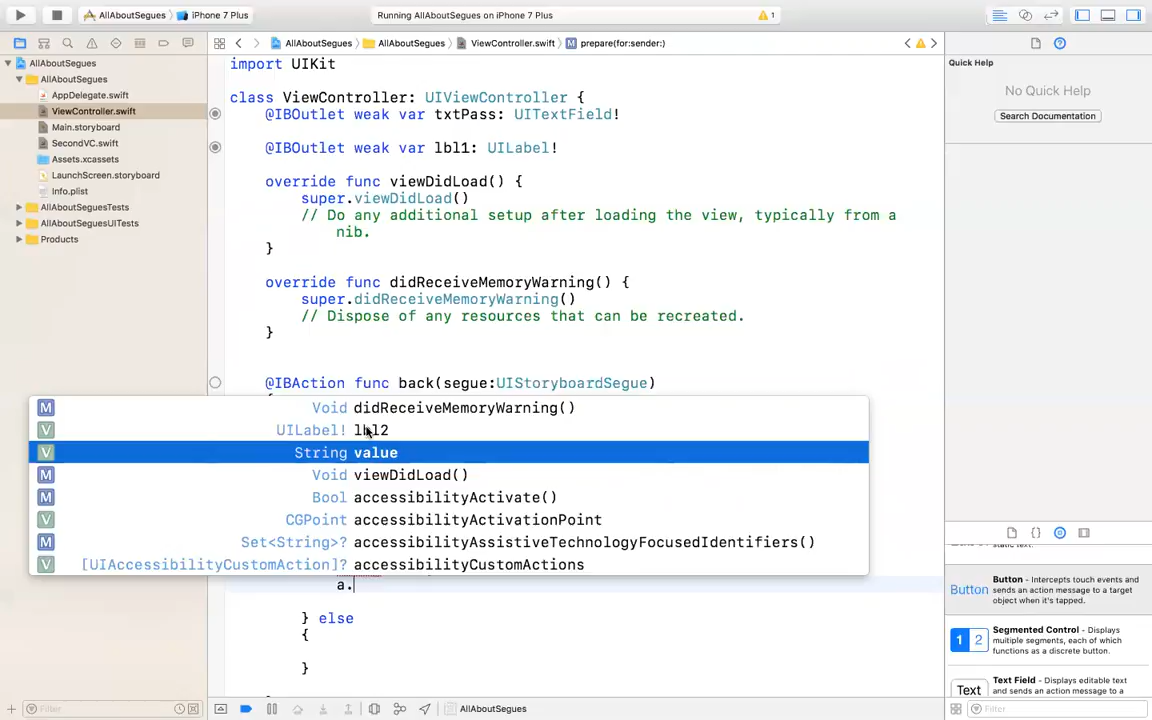 AllAboutSegues
iPhone 7 Plus
Running AllAboutSegues on iPhone 7 Plus
1
AllAboutSegues
AllAboutSegues
ViewController.swift
M
prepare(for:sender:)
AllAboutSegues
AllAboutSegues
AppDelegate.swift
ViewController.swift
Main.storyboard
SecondVC.swift
Assets.xcassets
LaunchScreen.storyboard
Info.plist
AllAboutSeguesTests
AllAboutSeguesUITests
Products
import UIKit
class ViewController: UIViewController {
@IBOutlet weak var txtPass: UITextField!
@IBOutlet weak var lbl1: UILabel!
override func viewDidLoad() {
super.viewDidLoad()
// Do any additional setup after loading the view, typically from a
nib.
}
override func didReceiveMemoryWarning() {
super.didReceiveMemoryWarning()
// Dispose of any resources that can be recreated.
}
@IBAction func back(segue:UIStoryboardSegue)
M Void didReceiveMemoryWarning()
V UILabel! lbl2
V String value
M Void viewDidLoad()
M Bool accessibilityActivate()
V CGPoint accessibilityActivationPoint
M Set<String>? accessibilityAssistiveTechnologyFocusedIdentifiers()
V [UIAccessibilityCustomAction]? accessibilityCustomActions
a.
} else
{
}
Quick Help
No Quick Help
Search Documentation
Button
Button - Intercepts touch events and
sends an action message to a target
object when it's tapped.
1 2
Segmented Control - Displays
multiple segments, each of which
functions as a discrete button.
Text
Text Field - Displays editable text
and sends an action message to a
Filter
AllAboutSegues
Filter